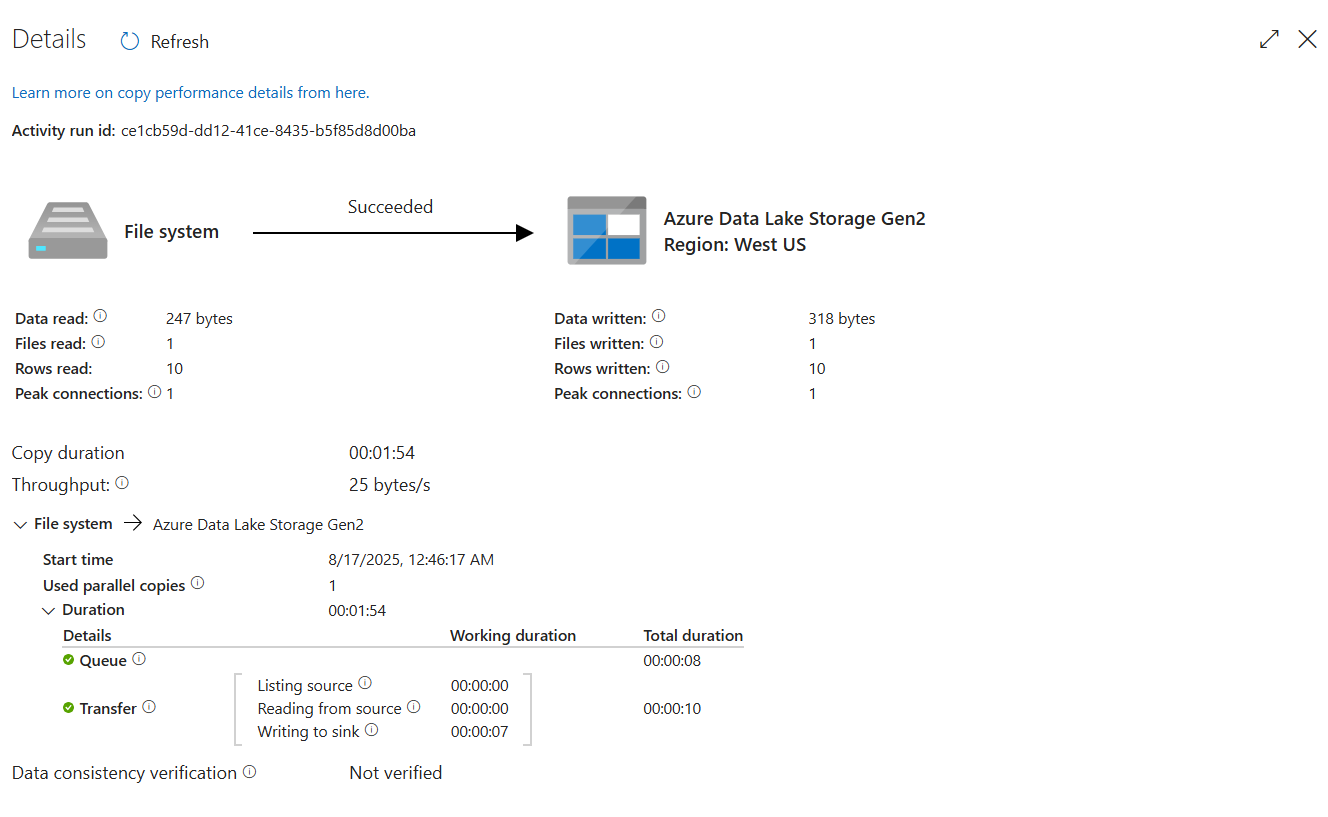 Details Refresh
Learn more on copy performance details from here.
Activity run id: ce1cb59d-dd12-41ce-8435-b5f85d8d00ba
Succeeded
File system
Azure Data Lake Storage Gen2
Region: West US
Data read: 247 bytes Data written: 318 bytes
Files read: 1 Files written: 1
Rows read: 10 Rows written: 10
Peak connections: 1 Peak connections: 1
Copy duration 00:01:54
Throughput: 25 bytes/s
File system → Azure Data Lake Storage Gen2
Start time 8/17/2025, 12:46:17 AM
Used parallel copies 1
Duration 00:01:54
Details Working duration Total duration
Queue 00:00:08
Listing source 00:00:00
Transfer Reading from source 00:00:00 00:00:10
Writing to sink 00:00:07
Data consistency verification Not verified